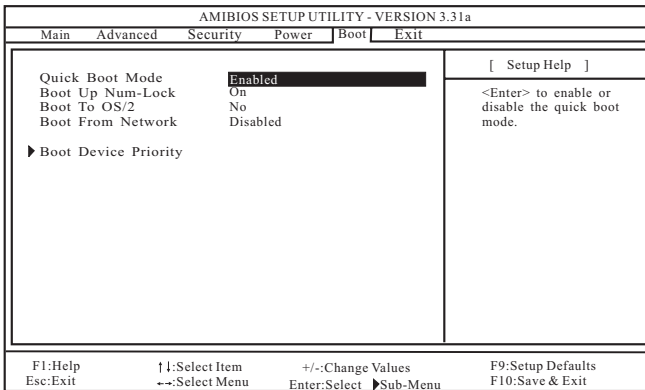 AMIBIOS SETUP UTILITY - VERSION 3.31a
Main Advanced Security Power Boot Exit
Quick Boot Mode Enabled
Boot Up Num-Lock On
Boot To OS/2 No
Boot From Network Disabled
Boot Device Priority
[ Setup Help ]
<Enter> to enable or
disable the quick boot
mode.
F1:Help ↑↓:Select Item +/-:Change Values F9:Setup Defaults
Esc:Exit ←→:Select Menu Enter:Select ▶Sub-Menu F10:Save & Exit